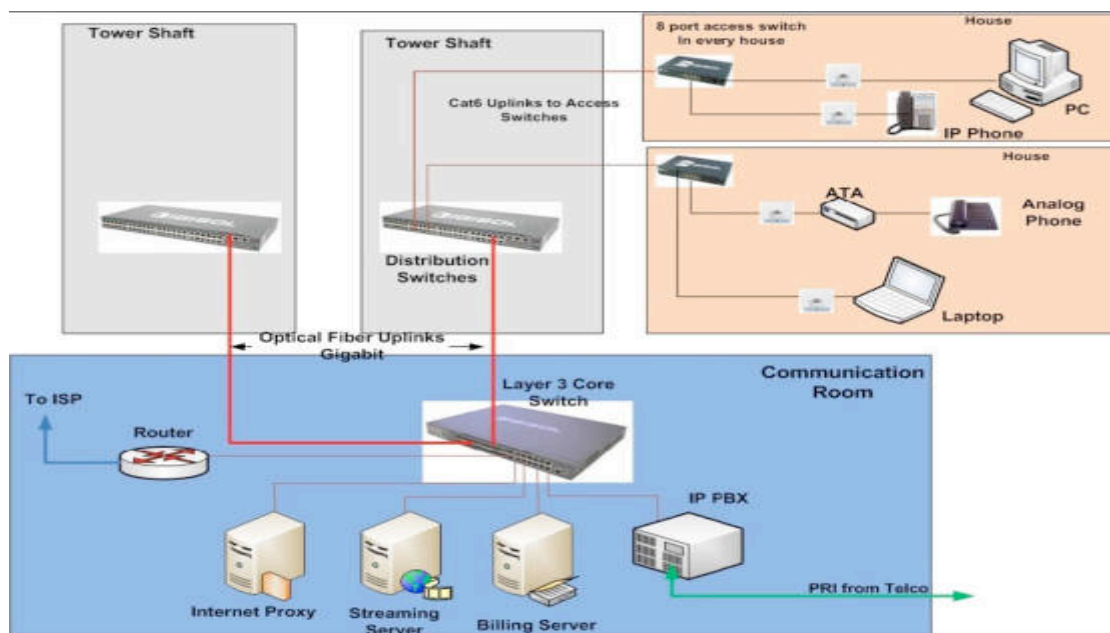 Tower Shaft
Tower Shaft
8 port access switch
In every house
House
PC
IP Phone
Cat6 Uplinks to Access
Switches
House
ATA
Analog
Phone
Laptop
Distribution
Switches
Optical Fiber Uplinks
Gigabit
Communication
Room
Layer 3 Core
Switch
To ISP
Router
IP PBX
PRI from Telco
Internet Proxy
Streaming
Server
Billing Server